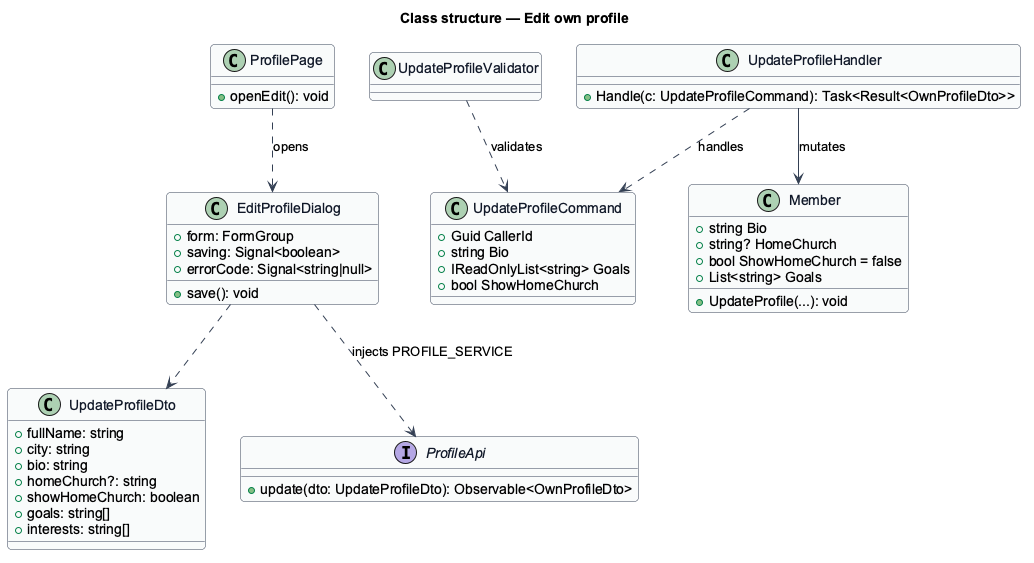 Class structure — Edit own profile
C ProfilePage
openEdit(): void
C UpdateProfileValidator
C UpdateProfileHandler
Handle(c: UpdateProfileCommand): Task<Result<OwnProfileDto>>
opens
validates
handles
mutates
C EditProfileDialog
form: FormGroup
saving: Signal<boolean>
errorCode: Signal<string|null>
save(): void
C UpdateProfileCommand
Guid CallerId
string Bio
IReadOnlyList<string> Goals
bool ShowHomeChurch
C Member
string Bio
string? HomeChurch
bool ShowHomeChurch = false
List<string> Goals
UpdateProfile(...): void
injects PROFILE_SERVICE
C UpdateProfileDto
fullName: string
city: string
bio: string
homeChurch?: string
showHomeChurch: boolean
goals: string[]
interests: string[]
I ProfileApi
update(dto: UpdateProfileDto): Observable<OwnProfileDto>